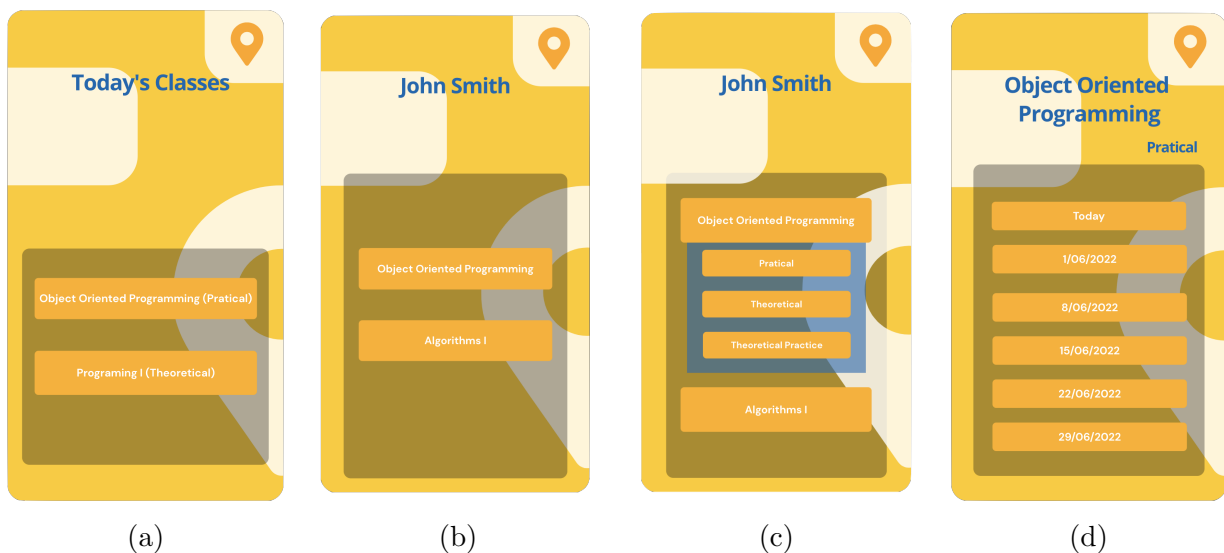 Today's Classes
Object Oriented Programming (Pratical)
Programing I (Theoretical)
(a)
John Smith
Object Oriented Programming
Algorithms I
(b)
John Smith
Object Oriented Programming
Pratical
Theoretical
Theoretical Practice
Algorithms I
(c)
Object Oriented
Programming
Pratical
Today
1/06/2022
8/06/2022
15/06/2022
22/06/2022
29/06/2022
(d)